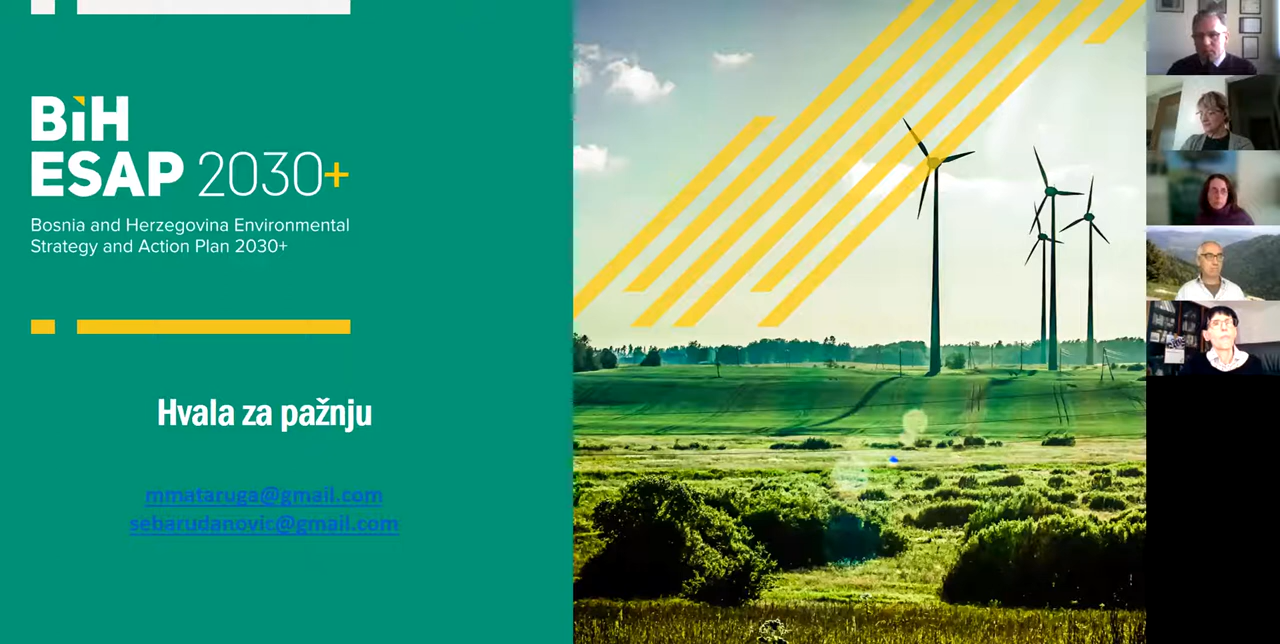 BiH
ESAP 2030+
Bosnia and Herzegovina Environmental
Strategy and Action Plan 2030+
Hvala za pažnju
mmataruga@gmail.com
sebarudanovic@gmail.com